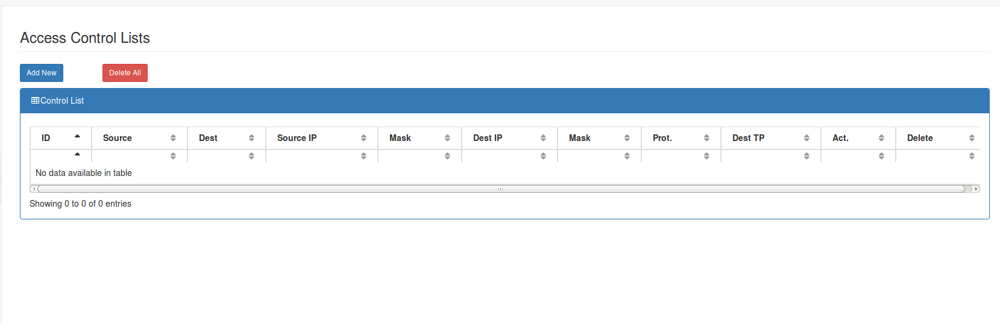 Access Control Lists
Add New Delete All
Control List
ID Source Dest Source IP Mask Dest IP Mask Prot. Dest TP Act. Delete
No data available in table
Showing 0 to 0 of 0 entries